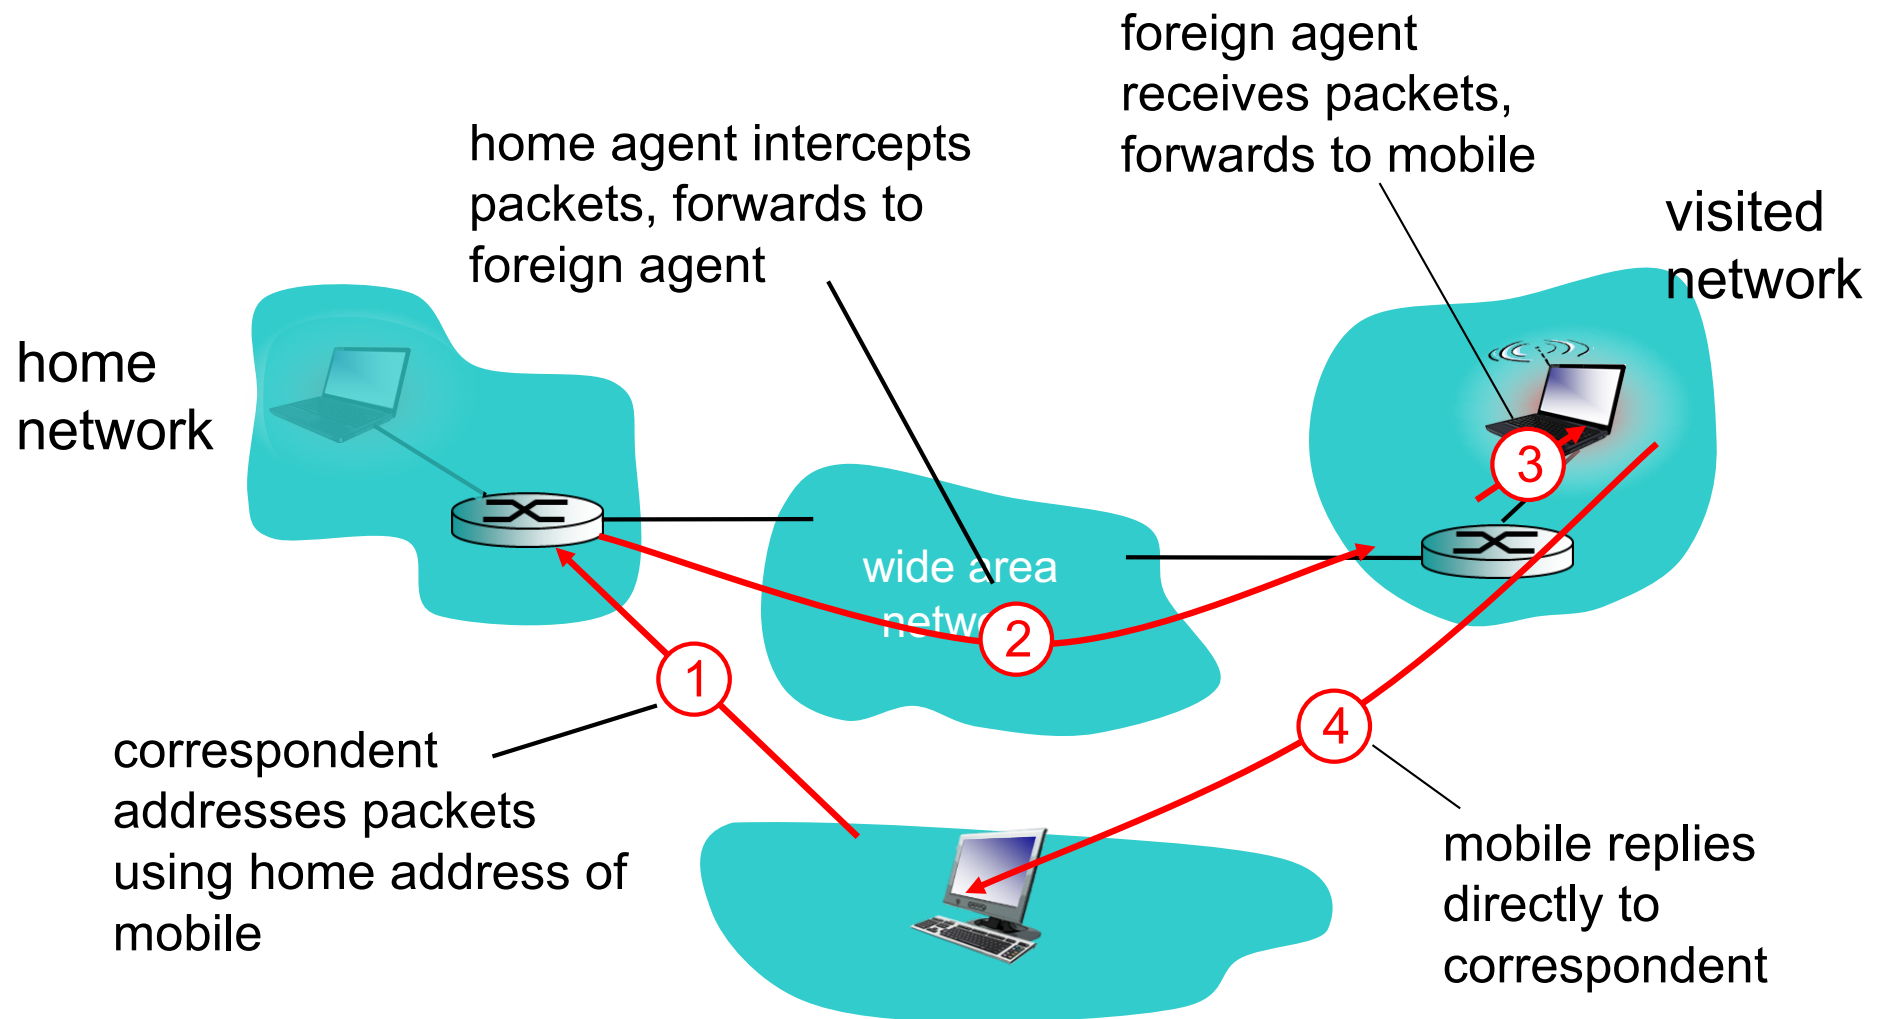 foreign agent
receives packets,
forwards to mobile
home agent intercepts
packets, forwards to
foreign agent
visited
network
home
network
3
wide area
netwo
2
1
4
correspondent
addresses packets
using home address of
mobile
mobile replies
directly to
correspondent